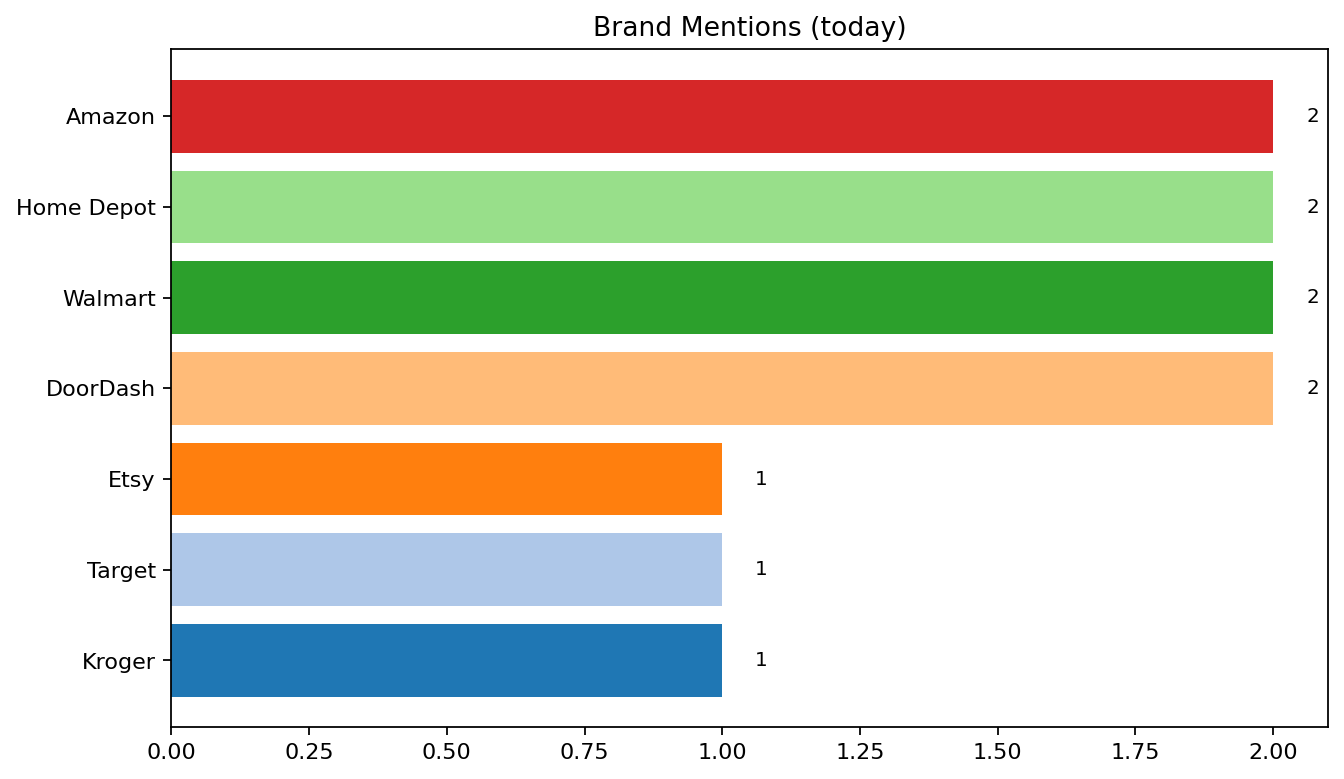 Brand Mentions (today)
Amazon 2
Home Depot 2
Walmart 2
DoorDash 2
Etsy 1
Target 1
Kroger 1
0.00 0.25 0.50 0.75 1.00 1.25 1.50 1.75 2.00